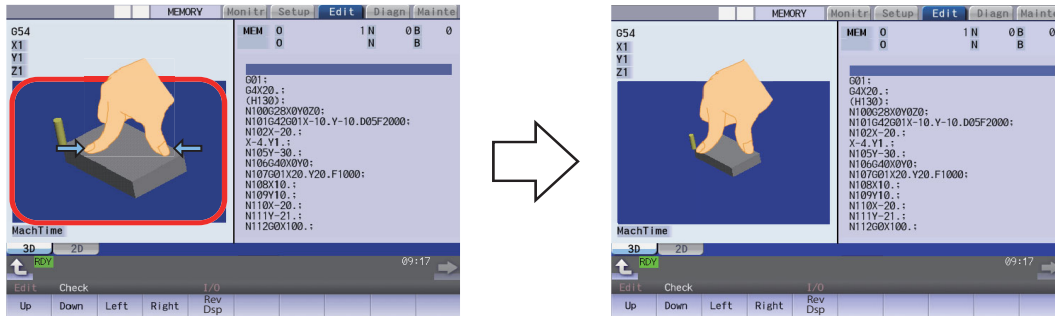 MEMORY Monitr Setup Edit Diagn Mainte
G54 MEM O 1 N 0 B 0
X1 O N B
Y1
Z1
G01;
G4X20.;
(H130);
N100G28X0Y0Z0;
N101G42G01X-10.Y-10.D05F2000;
N102X-20.;
X-4.Y1.;
N105Y-30.;
N106G40X0Y0;
N107G01X20.Y20.F1000;
N108X10.;
N109Y10.;
N110X-20.;
N111Y-21.;
N112G0X100.;
MachTime
3D 2D
RDY 09:17
Edit Check I/O
Up Down Left Right Rev Dsp
MEMORY Monitr Setup Edit Diagn Mainte
G54 MEM O 1 N 0 B 0
X1 O N B
Y1
Z1
G01;
G4X20.;
(H130);
N100G28X0Y0Z0;
N101G42G01X-10.Y-10.D05F2000;
N102X-20.;
X-4.Y1.;
N105Y-30.;
N106G40X0Y0;
N107G01X20.Y20.F1000;
N108X10.;
N109Y10.;
N110X-20.;
N111Y-21.;
N112G0X100.;
MachTime
3D 2D
RDY 09:17
Edit Check I/O
Up Down Left Right Rev Dsp